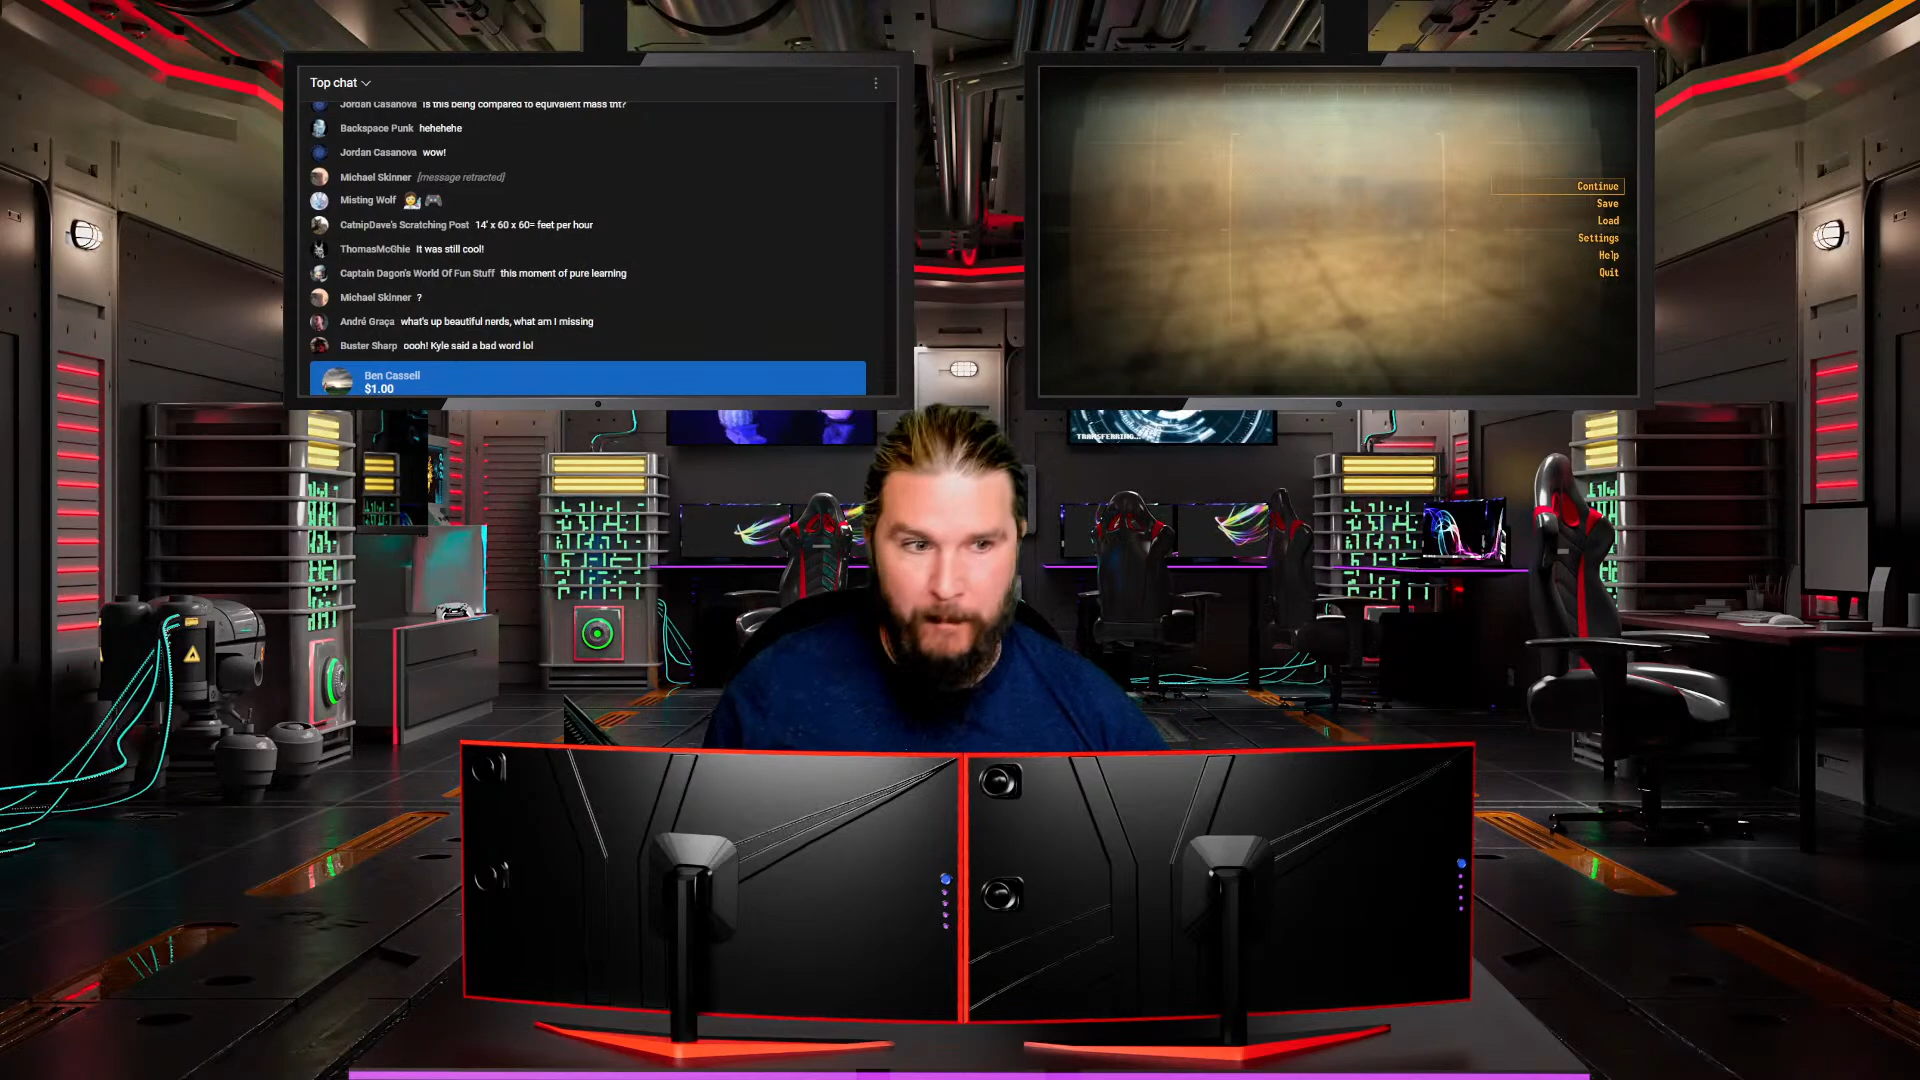 Top chat
Jordan Casanova Is this being compared to equivalent mass tnt?
Backspace Punk hehehehe
Jordan Casanova wow!
Michael Skinner [message retracted]
Misting Wolf
CatnipDave's Scratching Post 14' x 60 x 60= feet per hour
ThomasMcGhie It was still cool!
Captain Dagon's World Of Fun Stuff this moment of pure learning
Michael Skinner ?
André Graça what's up beautiful nerds, what am I missing
Buster Sharp oooh! Kyle said a bad word lol
Ben Cassell
$1.00
Continue
Save
Load
Settings
Help
Quit
TRANSFERRING...